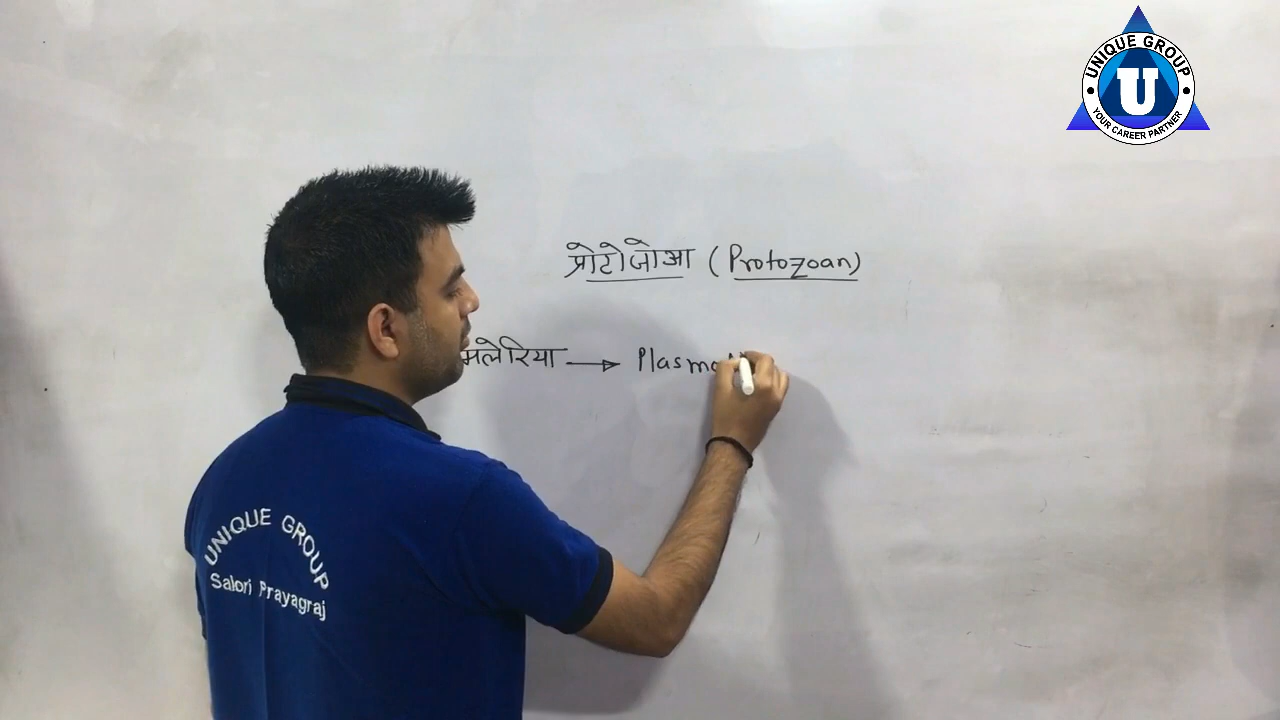 UNIQUE GROUP
U
YOUR CAREER PARTNER
प्रोटोजोआ (Protozoan)
मलेरिया → Plasmo
UNIQUE GROUP
Salori Prayagraj